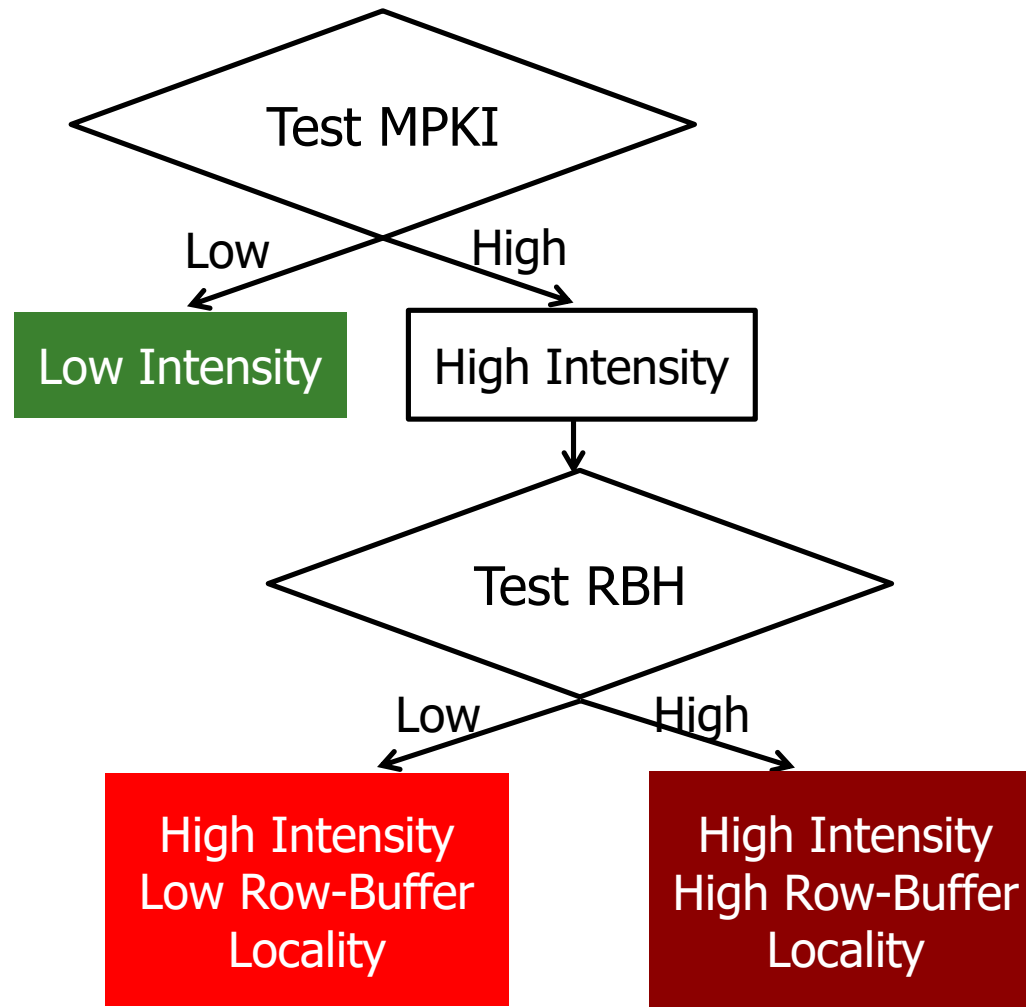 Test MPKI
Low
High
Low Intensity
High Intensity
Test RBH
Low
High
High Intensity
Low Row-Buffer
Locality
High Intensity
High Row-Buffer
Locality